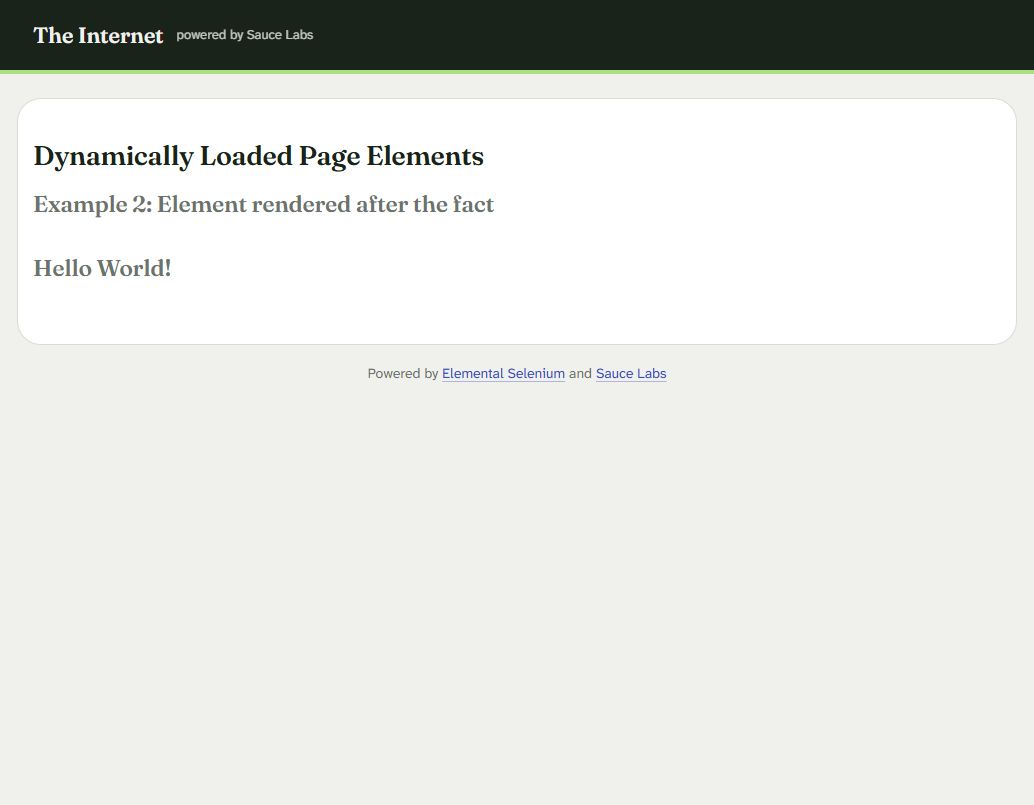 The Internet powered by Sauce Labs
Dynamically Loaded Page Elements
Example 2: Element rendered after the fact
Hello World!
Powered by Elemental Selenium and Sauce Labs